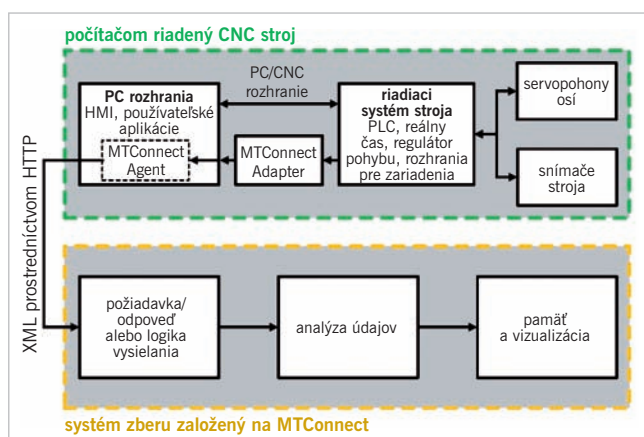 počítačom riadený CNC stroj
PC rozhrania
HMI, používateľské
aplikácie
MTConnect
Agent
PC/CNC
rozhranie
MTConnect
Adapter
riadiaci
systém stroja
PLC, reálny
čas, regulátor
pohybu, rozhrania
pre zariadenia
servopohony
osí
snímače
stroja
XML prostredníctvom HTTP
požiadavka/
odpoveď
alebo logika
vysielania
analýza údajov
pamäť
a vizualizácia
systém zberu založený na MTConnect